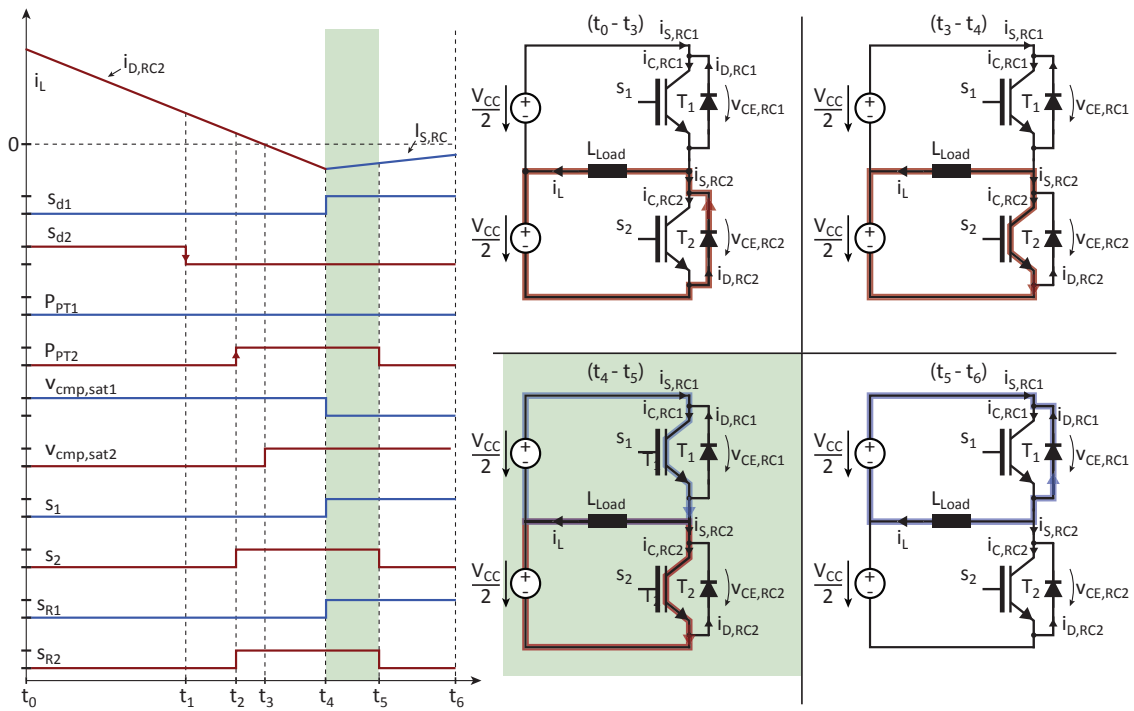 i_L
i_D,RC2
0
I_S,RC
s_d1
s_d2
P_PT1
P_PT2
v_cmp,sat1
v_cmp,sat2
s_1
s_2
s_R1
s_R2
t_0 t_1 t_2 t_3 t_4 t_5 t_6
(t_0 - t_3)
i_S,RC1
i_C,RC1
i_D,RC1
V_CC
2
+
-
s_1
T_1
v_CE,RC1
L_Load
i_L
i_S,RC2
i_C,RC2
V_CC
2
+
-
s_2
T_2
v_CE,RC2
i_D,RC2
(t_3 - t_4)
i_S,RC1
i_C,RC1
i_D,RC1
V_CC
2
+
-
s_1
T_1
v_CE,RC1
L_Load
i_L
i_S,RC2
i_C,RC2
V_CC
2
+
-
s_2
T_2
v_CE,RC2
i_D,RC2
(t_4 - t_5)
i_S,RC1
i_C,RC1
i_D,RC1
V_CC
2
+
-
s_1
T_1
v_CE,RC1
L_Load
i_L
i_S,RC2
i_C,RC2
V_CC
2
+
-
s_2
T_2
v_CE,RC2
i_D,RC2
(t_5 - t_6)
i_S,RC1
i_C,RC1
i_D,RC1
V_CC
2
+
-
s_1
T_1
v_CE,RC1
L_Load
i_L
i_S,RC2
i_C,RC2
V_CC
2
+
-
s_2
T_2
v_CE,RC2
i_D,RC2